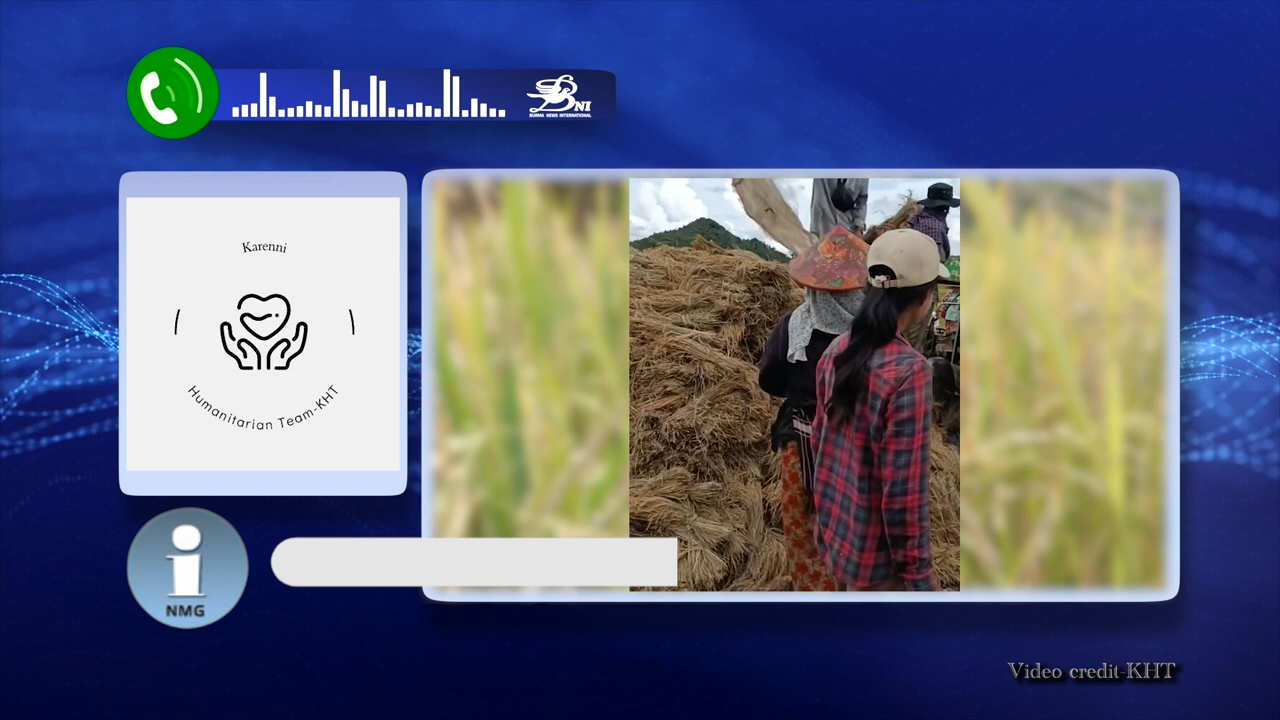 BNI
BURMA NEWS INTERNATIONAL
Karenni
Humanitarian Team-KHT
NMG
Video credit-KHT